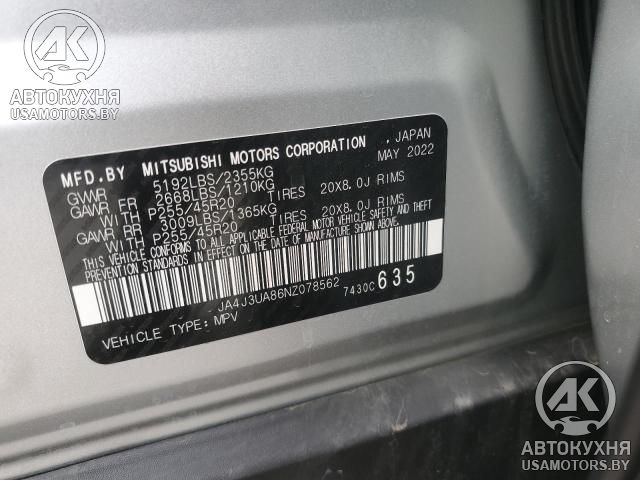 АВТОКУХНЯ
USAMOTORS.BY
MFD.BY MITSUBISHI MOTORS CORPORATION , JAPAN
MAY 2022
GWWR 5192LBS/2355KG
GAWR FR 2668LBS/1210KG
WITH P255/45R20 TIRES 20X8.0J RIMS
GAWR RR 3009LBS/1365KG
WITH P255/45R20 TIRES 20X8.0J RIMS
THIS VEHICLE CONFORMS TO ALL APPLICABLE FEDERAL MOTOR VEHICLE SAFETY AND THEFT
PREVENTION STANDARDS IN EFFECT ON THE DATE OF MANUFACTURE SHOWN ABOVE.
JA4J3UA86NZ078562 7430C 635
VEHICLE TYPE: MPV
АК
АВТОКУХНЯ
USAMOTORS.BY